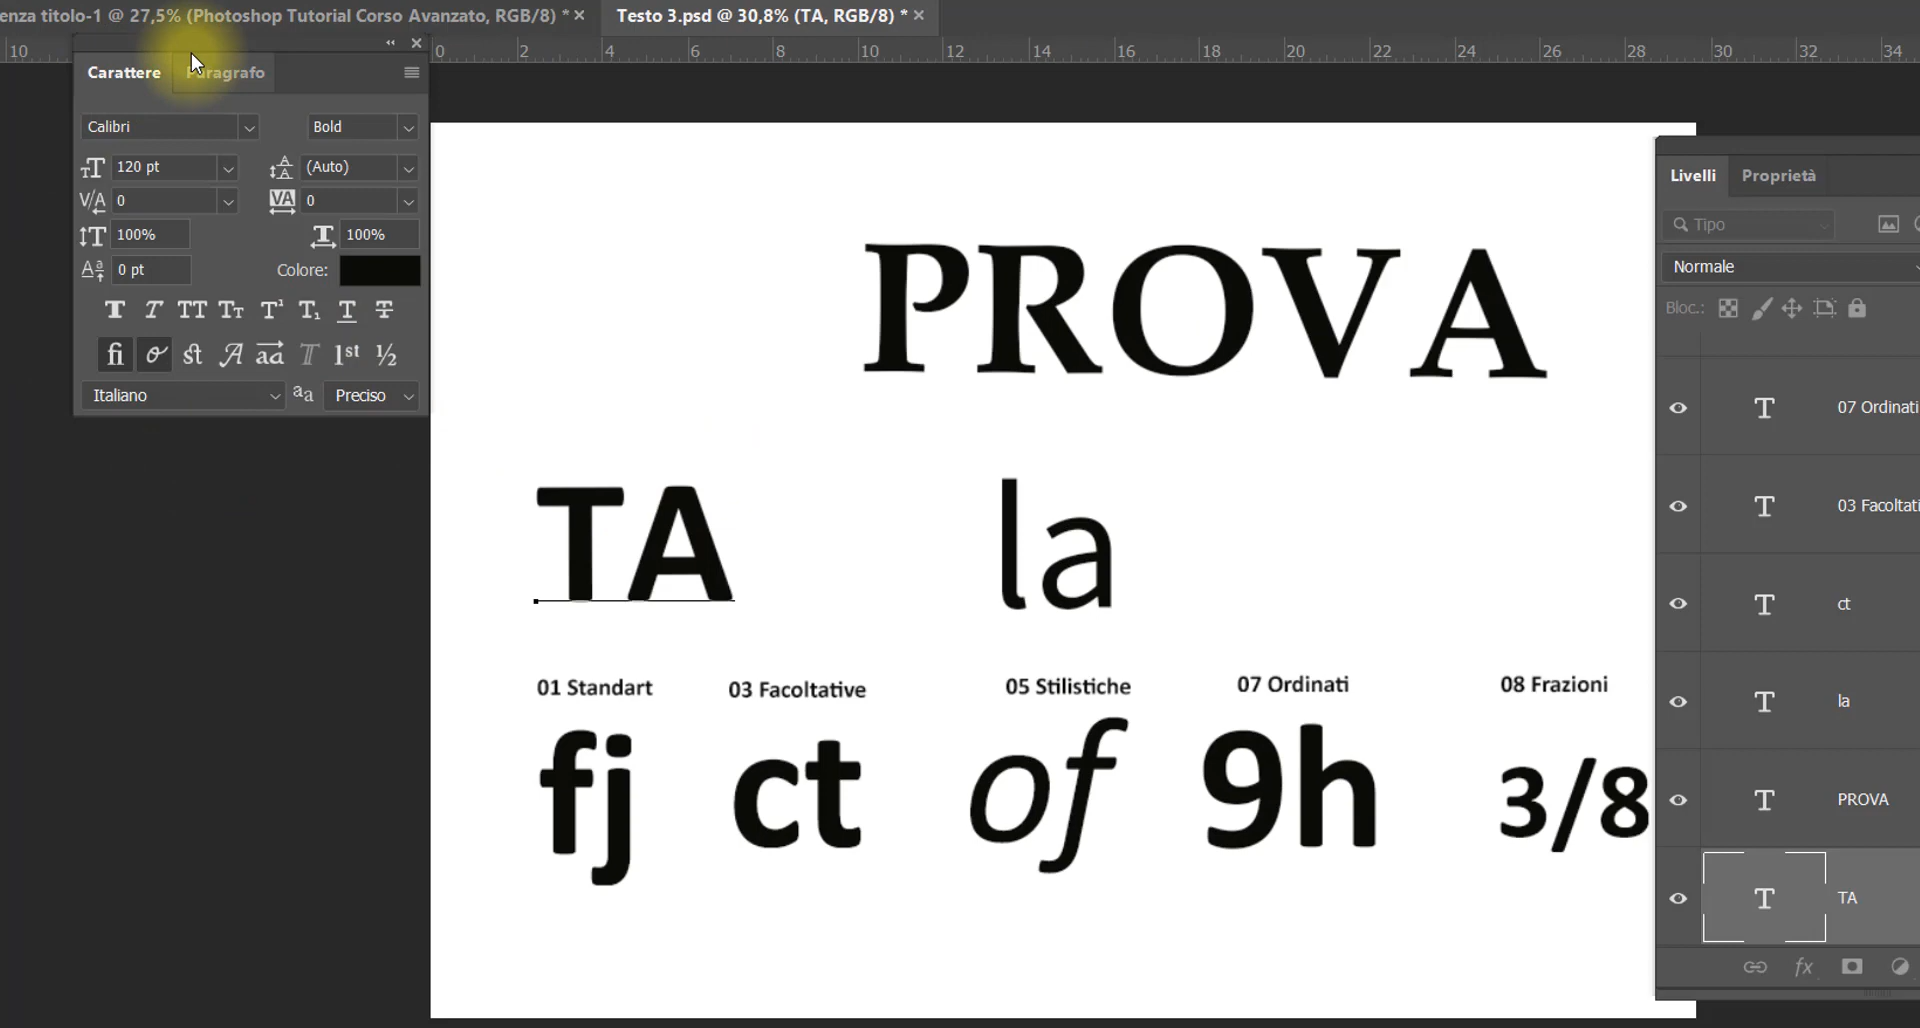 enza titolo-1 @ 27,5% (Photoshop Tutorial Corso Avanzato, RGB/8) *
Testo 3.psd @ 30,8% (TA, RGB/8) *
10 0 2 4 6 8 10 12 14 16 18 20 22 24 26 28 30 32 34
Carattere Paragrafo
Calibri Bold
120 pt (Auto)
0 0
100% 100%
0 pt Colore:
Italiano Preciso
PROVA
TA la
01 Standart 03 Facoltative 05 Stilistiche 07 Ordinati 08 Frazioni
fj ct of 9h 3/8
Livelli Proprietà
Tipo
Normale
Bloc.:
07 Ordinati
03 Facoltati
ct
la
PROVA
TA
fx